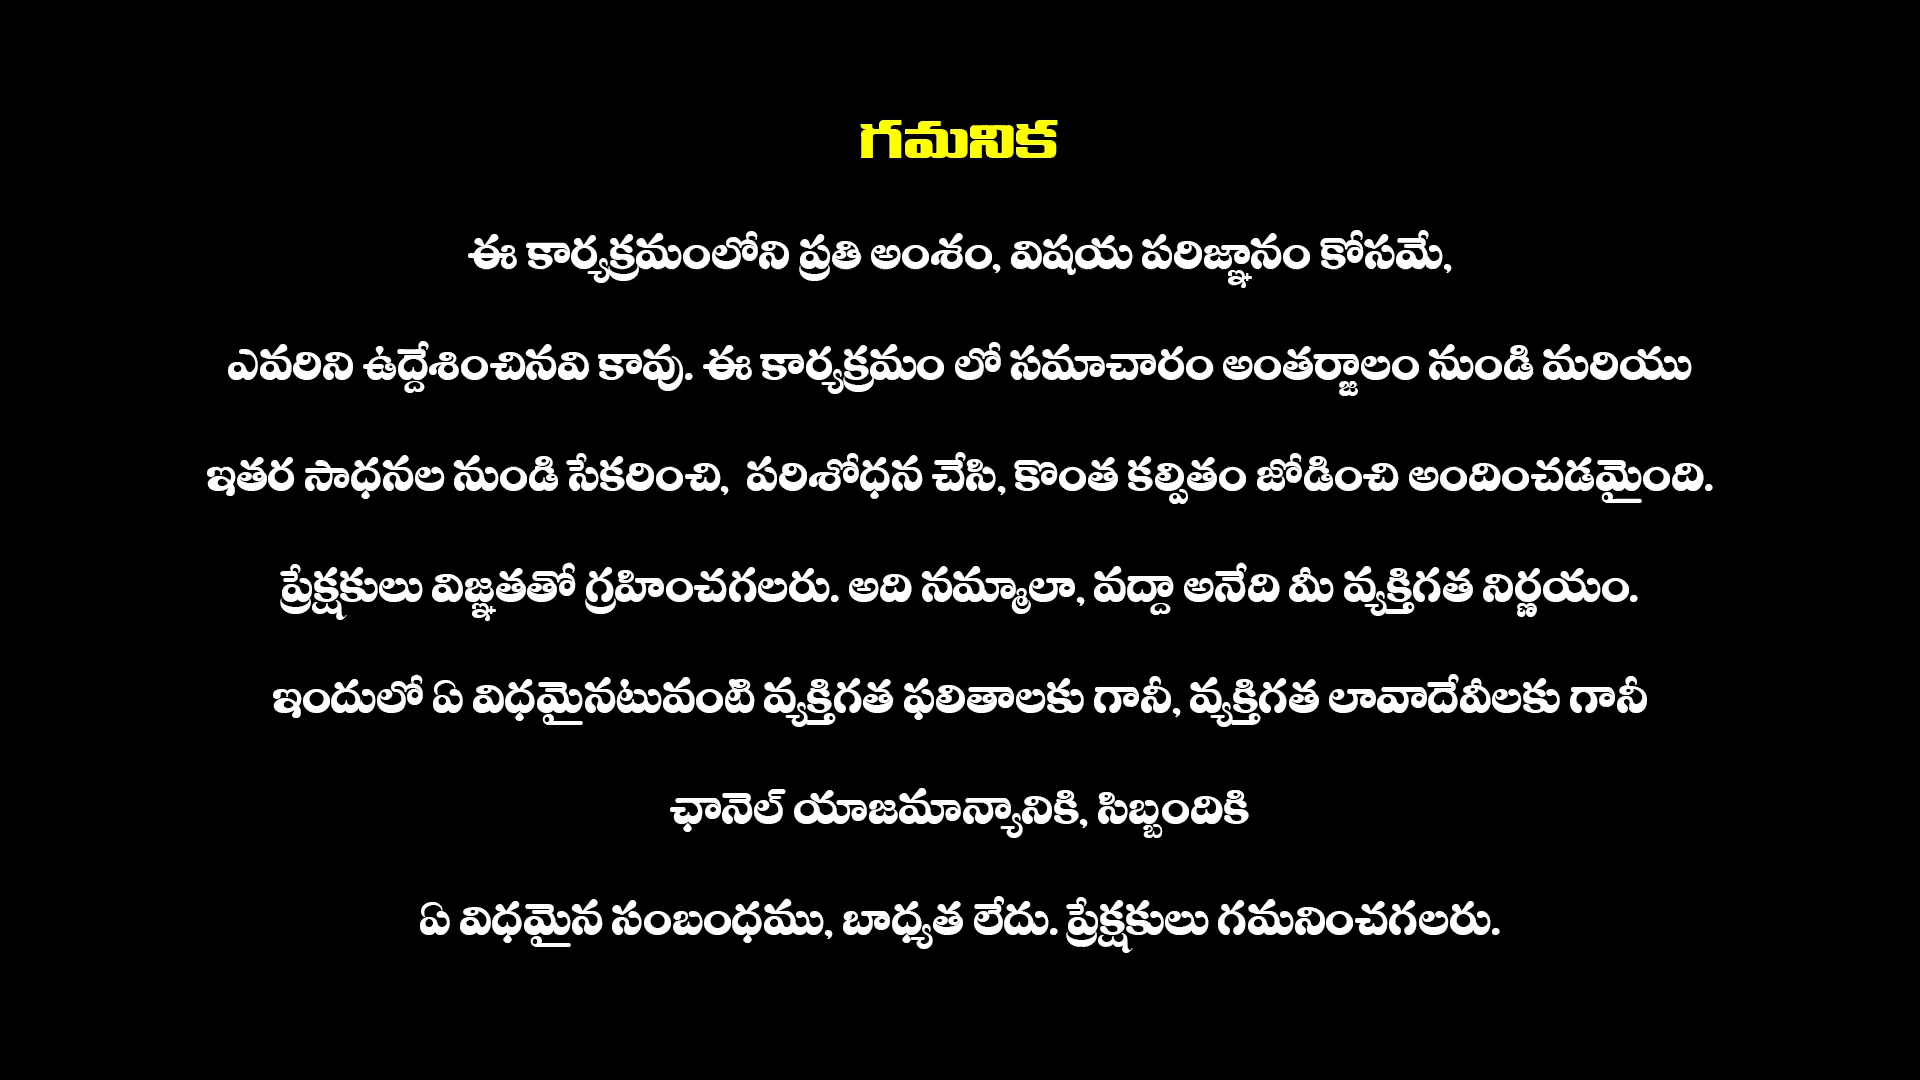 గమనిక
ఈ కార్యక్రమంలోని ప్రతి అంశం, విషయ పరిజ్ఞానం కోసమే,
ఎవరిని ఉద్దేశించినవి కావు. ఈ కార్యక్రమం లో సమాచారం అంతర్జాలం నుండి మరియు
ఇతర సాధనల నుండి సేకరించి, పరిశోధన చేసి, కొంత కల్పితం జోడించి అందించడమైంది.
ప్రేక్షకులు విజ్ఞతతో గ్రహించగలరు. అది నమ్మాలా, వద్దా అనేది మీ వ్యక్తిగత నిర్ణయం.
ఇందులో ఏ విధమైనటువంటి వ్యక్తిగత ఫలితాలకు గానీ, వ్యక్తిగత లావాదేవీలకు గానీ
ఛానెల్ యాజమాన్యానికి, సిబ్బందికి
ఏ విధమైన సంబంధము, బాధ్యత లేదు. ప్రేక్షకులు గమనించగలరు.